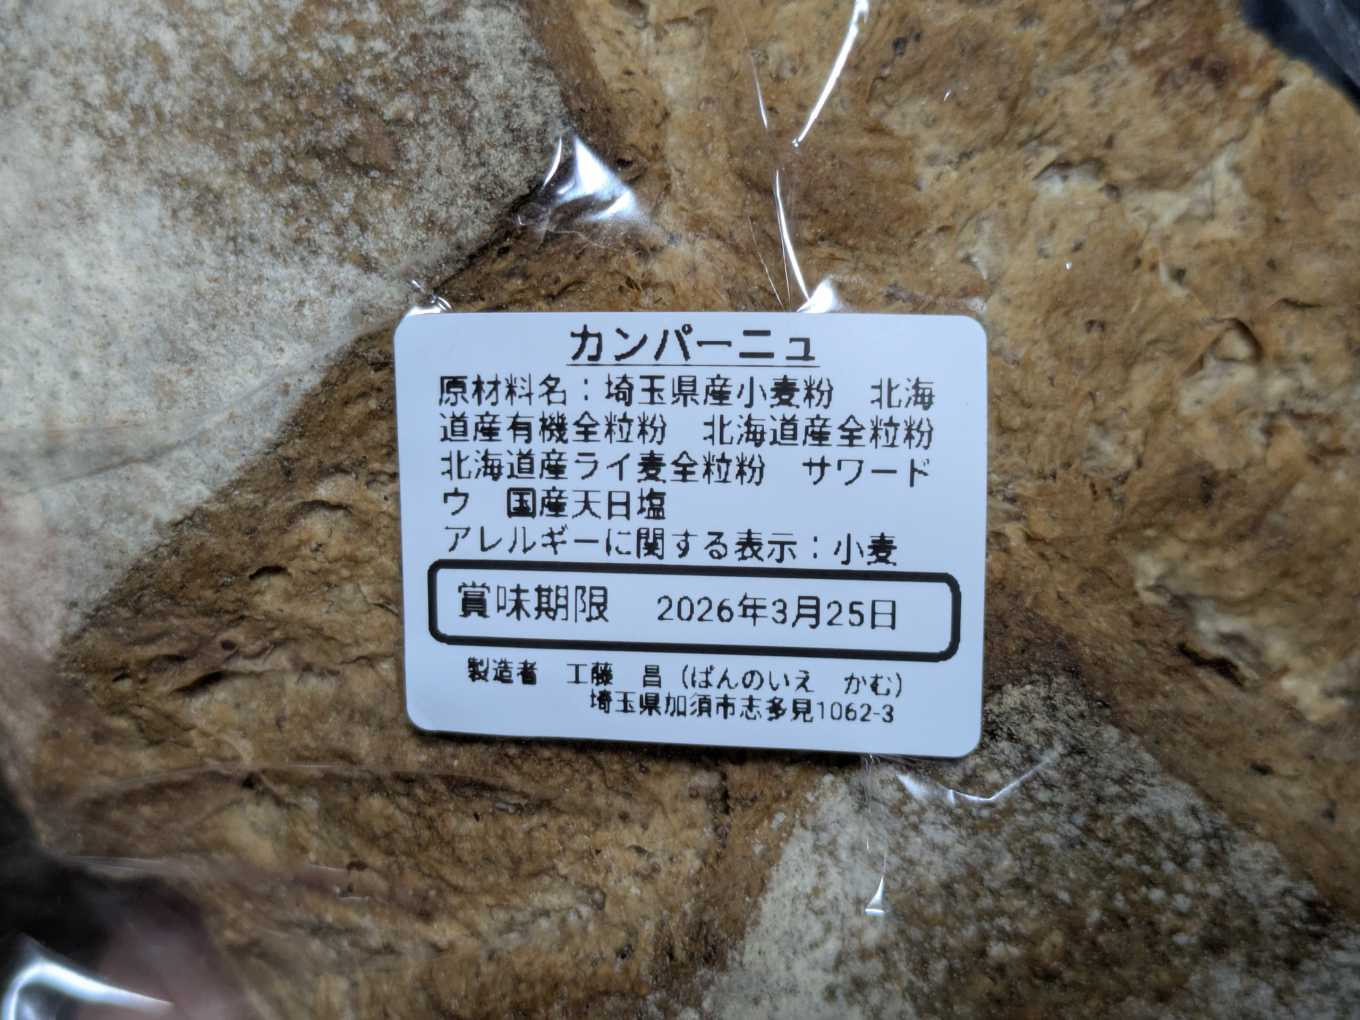 カンパーニュ
原材料名：埼玉県産小麦粉　北海
道産有機全粒粉　北海道産全粒粉
北海道産ライ麦全粒粉　サワード
ウ　国産天日塩
アレルギーに関する表示：小麦
賞味期限　2026年3月25日
製造者　工藤　昌（ぱんのいえ　かむ）
埼玉県加須市志多見1062-3